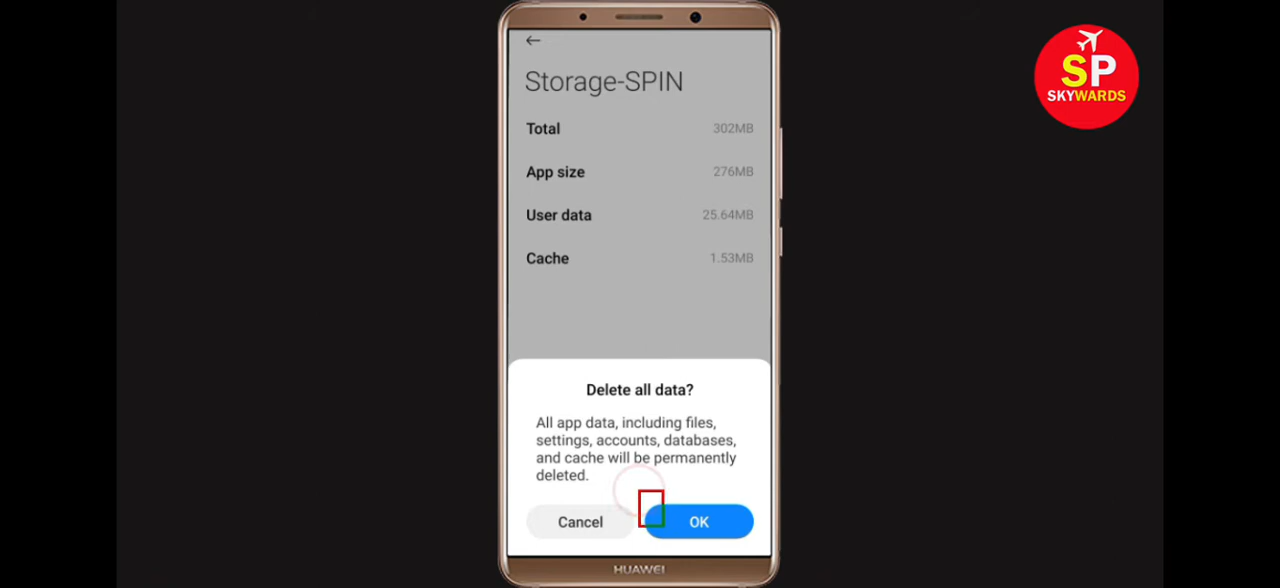 Storage-SPIN
Total 302MB
App size 276MB
User data 25.64MB
Cache 1.53MB
Delete all data?
All app data, including files,
settings, accounts, databases,
and cache will be permanently
deleted.
Cancel OK
HUAWEI
SP
SKYWARDS